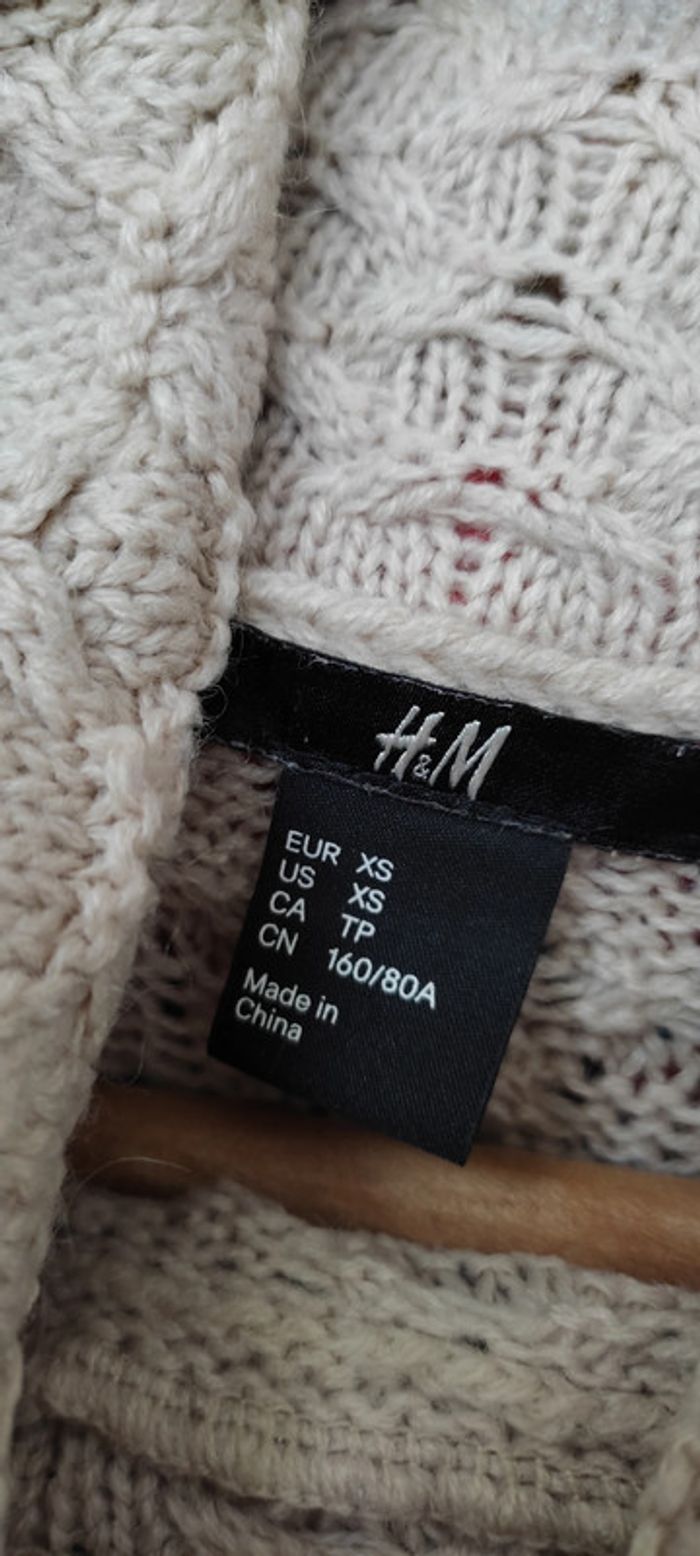 H&M
EUR XS
US XS
CA TP
CN 160/80A
Made in
China